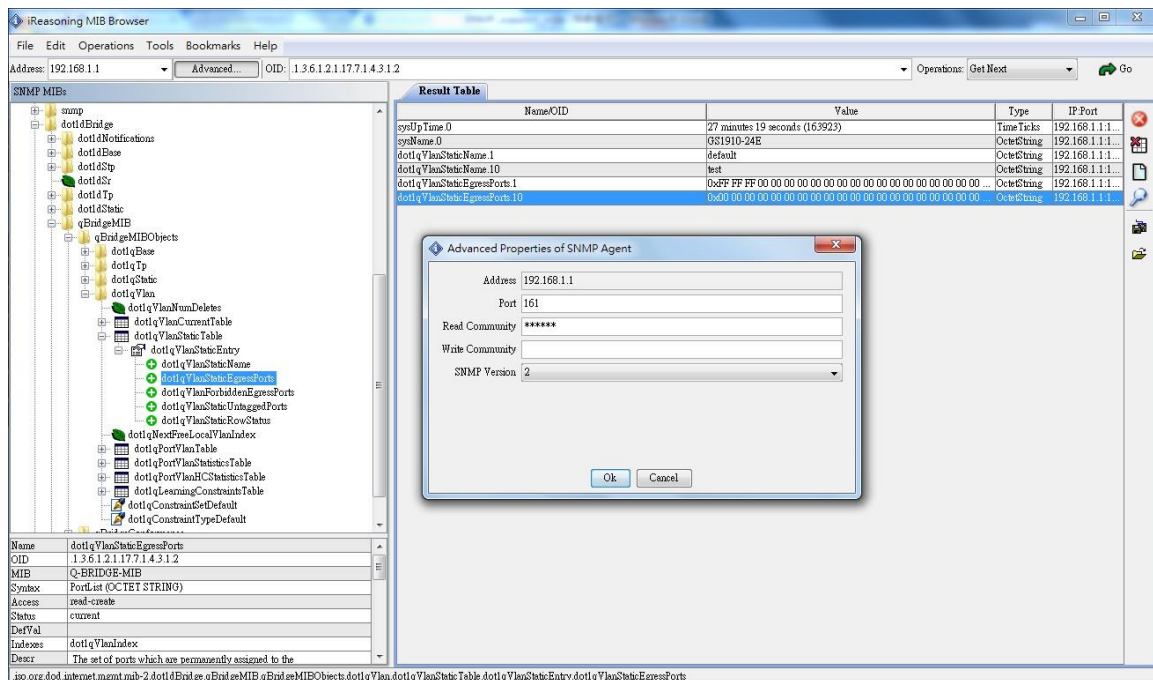 iReasoning MIB Browser
File Edit Operations Tools Bookmarks Help
Address: 192.168.1.1 Advanced... OID: .1.3.6.1.2.1.17.7.1.4.3.1.2 Operations: Get Next Go
SNMP MIBs
snmp
dot1dBridge
dot1dNotifications
dot1dBase
dot1dStp
dot1dSr
dot1dTp
dot1dStatic
qBridgeMIB
qBridgeMIBObjects
dot1qBase
dot1qTp
dot1qStatic
dot1qVlan
dot1qVlanNumDeletes
dot1qVlanCurrentTable
dot1qVlanStaticTable
dot1qVlanStaticEntry
dot1qVlanStaticName
dot1qVlanStaticEgressPorts
dot1qVlanForbiddenEgressPorts
dot1qVlanStaticUntaggedPorts
dot1qVlanStaticRowStatus
dot1qNextFreeLocalVlanIndex
dot1qPortVlanTable
dot1qPortVlanStatisticsTable
dot1qPortVlanHCStatisticsTable
dot1qLearningConstraintsTable
dot1qConstraintSetDefault
dot1qConstraintTypeDefault
Name dot1qVlanStaticEgressPorts
OID .1.3.6.1.2.1.17.7.1.4.3.1.2
MIB Q-BRIDGE-MIB
Syntax PortList (OCTET STRING)
Access read-create
Status current
DefVal
Indexes dot1qVlanIndex
Descr The set of ports which are permanently assigned to the
Result Table
Name/OID Value Type IP:Port
sysUpTime.0 27 minutes 19 seconds (163923) TimeTicks 192.168.1.1:1...
sysName.0 GS1910-24E OctetString 192.168.1.1:1...
dot1qVlanStaticName.1 default OctetString 192.168.1.1:1...
dot1qVlanStaticName.10 test OctetString 192.168.1.1:1...
dot1qVlanStaticEgressPorts.1 0xFF FF FF 00 00 00 00 00 00 00 00 00 00 00 00 00 00 00 00 ... OctetString 192.168.1.1:1...
dot1qVlanStaticEgressPorts.10 0x00 00 00 00 00 00 00 00 00 00 00 00 00 00 00 00 00 00 00 ... OctetString 192.168.1.1:1...
Advanced Properties of SNMP Agent
Address 192.168.1.1
Port 161
Read Community ******
Write Community
SNMP Version 2
Ok Cancel
.iso.org.dod.internet.mgmt.mib-2.dot1dBridge.qBridgeMIB.qBridgeMIBObjects.dot1qVlan.dot1qVlanStaticTable.dot1qVlanStaticEntry.dot1qVlanStaticEgressPorts